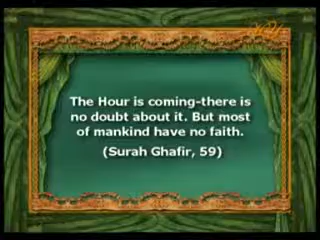 The Hour is coming-there is
no doubt about it. But most
of mankind have no faith.
(Surah Ghafir, 59)